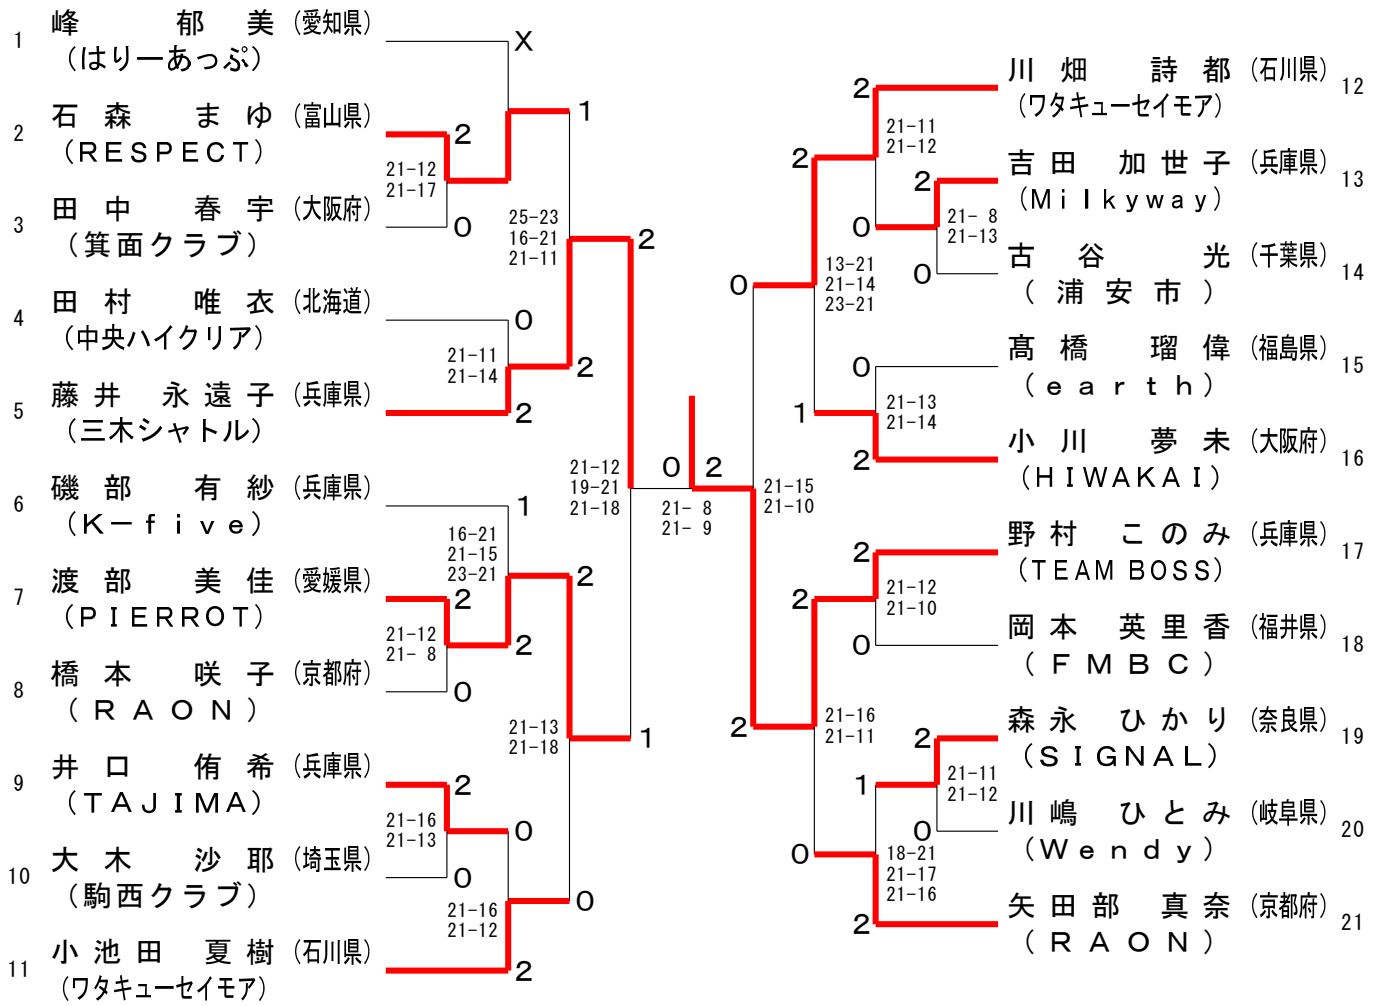 1 峰 郁 美 (愛知県)
(はりーあっぷ)
X
2 石 森 ま ゆ (富山県)
(RESPECT)
2
21-12
21-17
1
3 田 中 春 宇 (大阪府)
(箕面クラブ)
0
25-23
16-21
21-11
2
4 田 村 唯 衣 (北海道)
(中央ハイクリア)
0
21-11
21-14
2
5 藤 井 永 遠 子 (兵庫県)
(三木シャトル)
2
21-12
19-21
21-18
6 磯 部 有 紗 (兵庫県)
(K-five)
1
16-21
21-15
23-21
2
7 渡 部 美 佳 (愛媛県)
(PIERROT)
2
21-12
21- 8
2
8 橋 本 咲 子 (京都府)
(RAON)
0
21-13
21-18
1
9 井 口 侑 希 (兵庫県)
(TAJIMA)
2
21-16
21-13
0
10 大 木 沙 耶 (埼玉県)
(駒西クラブ)
0
21-16
21-12
0
11 小 池 田 夏 樹 (石川県)
(ワタキューセイモア)
2
0 2
21- 8
21- 9
川 畑 詩 都 (石川県) 12
(ワタキューセイモア)
2
21-11
21-12
2
吉 田 加 世 子 (兵庫県) 13
(Milkyway)
2
21- 8
21-13
0
古 谷 光 (千葉県) 14
(浦安市)
0
13-21
21-14
23-21
0
髙 橋 瑠 偉 (福島県) 15
(earth)
0
21-13
21-14
1
小 川 夢 未 (大阪府) 16
(HIWAKAI)
2
21-15
21-10
野 村 こ の み (兵庫県) 17
(TEAM BOSS)
2
21-12
21-10
2
岡 本 英 里 香 (福井県) 18
(FMBC)
0
21-16
21-11
2
森 永 ひ か り (奈良県) 19
(SIGNAL)
2
21-11
21-12
1
川 嶋 ひ と み (岐阜県) 20
(Wendy)
0
18-21
21-17
21-16
0
矢 田 部 真 奈 (京都府) 21
(RAON)
2